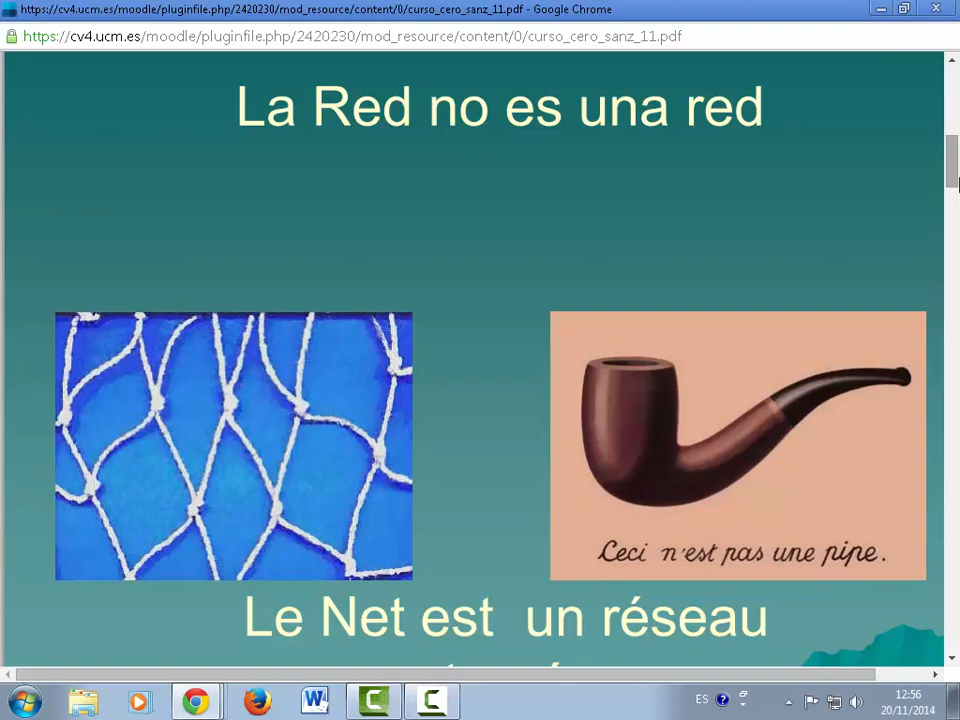 https://cv4.ucm.es/moodle/pluginfile.php/2420230/mod_resource/content/0/curso_cero_sanz_11.pdf - Google Chrome
https://cv4.ucm.es/moodle/pluginfile.php/2420230/mod_resource/content/0/curso_cero_sanz_11.pdf
La Red no es una red
Ceci n'est pas une pipe.
Le Net est un réseau
ES
12:56
20/11/2014